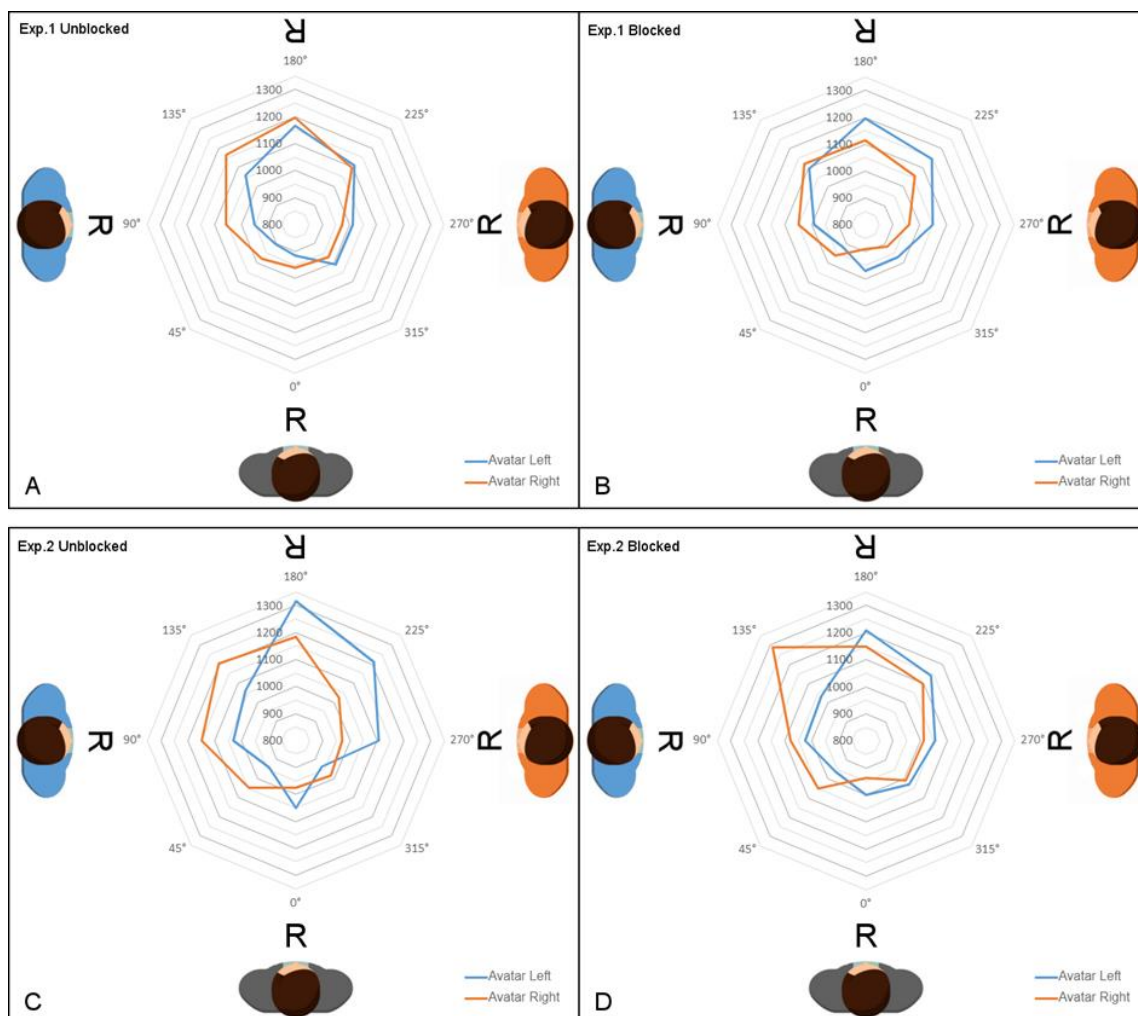 Exp.1 Unblocked
R
180°
1300
135°
225°
1200
1100
1000
900
90°
R
800
270°
R
45°
315°
0°
R
A
Avatar Left
Avatar Right
Exp.1 Blocked
R
180°
1300
135°
225°
1200
1100
1000
900
R
90°
800
270°
R
45°
315°
0°
R
B
Avatar Left
Avatar Right
Exp.2 Unblocked
R
180°
1300
135°
225°
1200
1100
1000
900
R
90°
800
270°
R
45°
315°
0°
R
C
Avatar Left
Avatar Right
Exp.2 Blocked
R
180°
1300
135°
225°
1200
1100
1000
900
R
90°
800
270°
R
45°
315°
0°
R
D
Avatar Left
Avatar Right